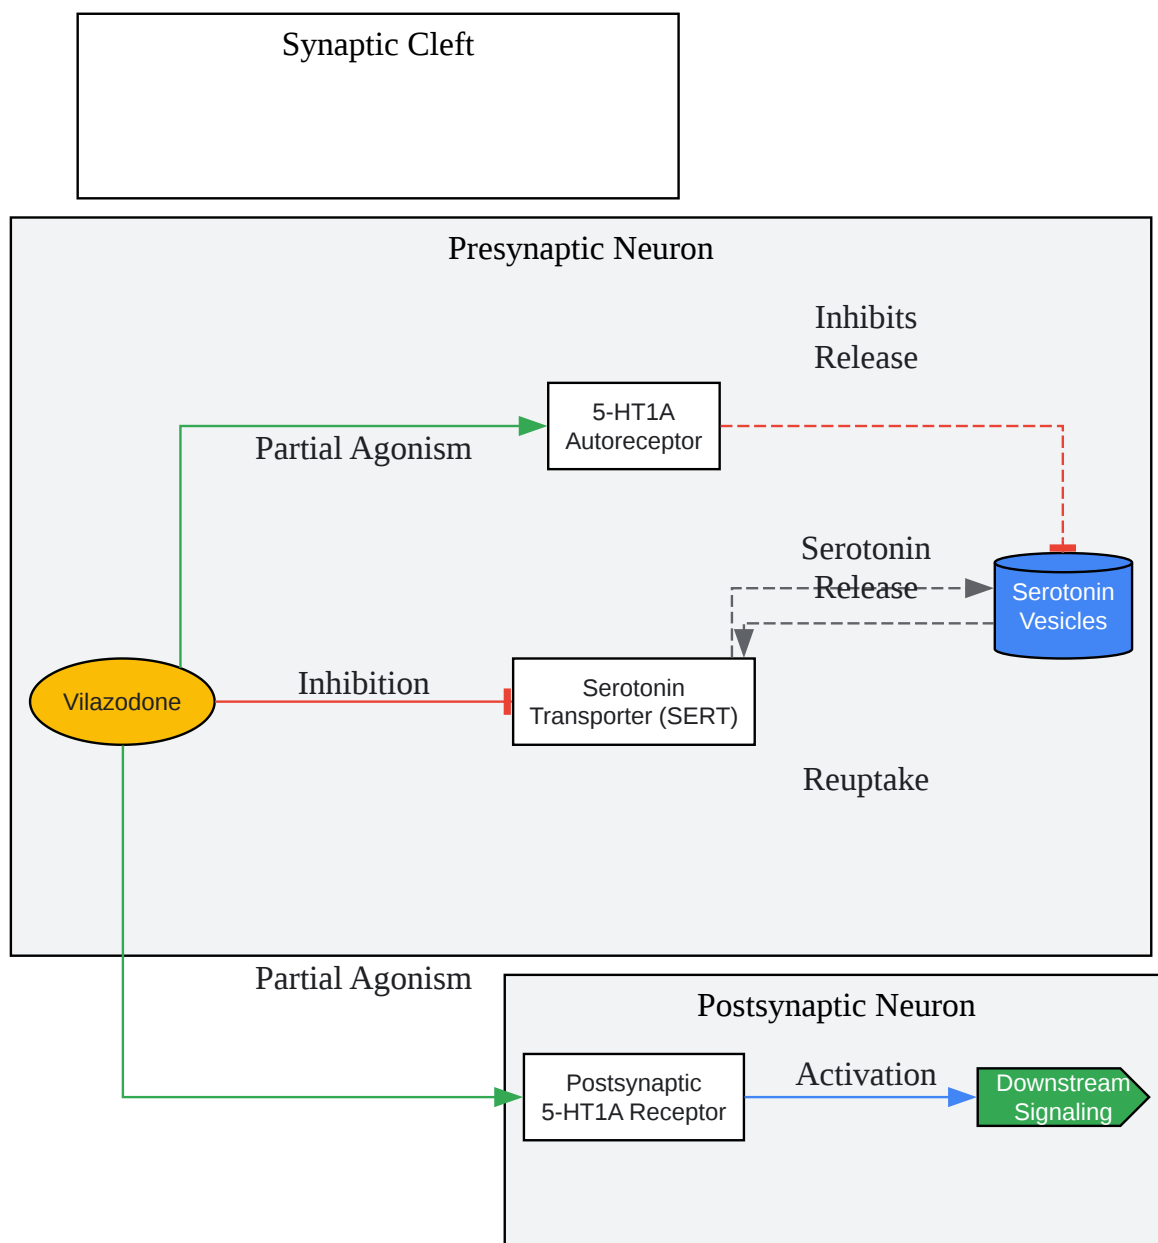 Synaptic Cleft
Presynaptic Neuron
Inhibits
Release
5-HT1A
Autoreceptor
Partial Agonism
Serotonin
Release
Serotonin
Vesicles
Vilazodone
Inhibition
Serotonin
Transporter (SERT)
Reuptake
Partial Agonism
Postsynaptic Neuron
Postsynaptic
5-HT1A Receptor
Activation
Downstream
Signaling